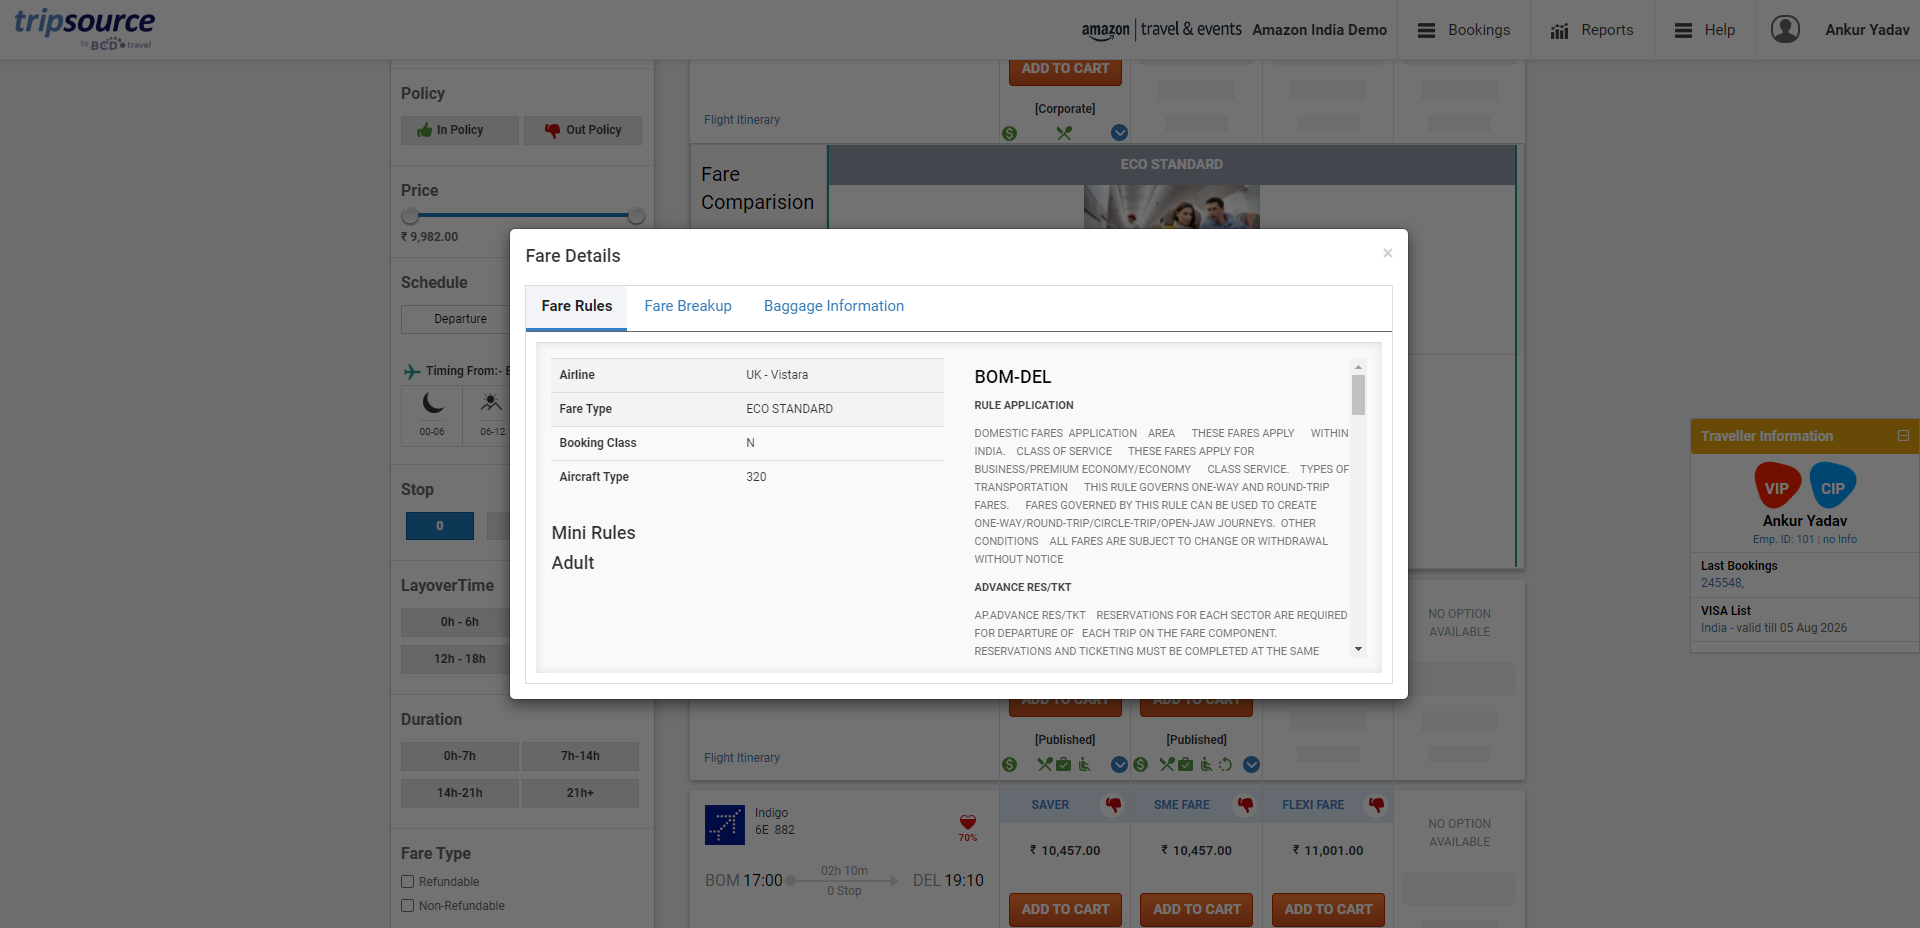 tripsource
by BCD travel
amazon travel & events Amazon India Demo
Bookings
Reports
Help
Ankur Yadav
Policy
In Policy
Out Policy
Price
₹ 9,982.00
Schedule
Departure
Timing From:-
00-06
06-12
Stop
0
LayoverTime
0h - 6h
12h - 18h
Duration
0h-7h
7h-14h
14h-21h
21h+
Fare Type
Refundable
Non-Refundable
ADD TO CART
[Corporate]
Flight Itinerary
Fare
Comparision
ECO STANDARD
Fare Details
×
Fare Rules
Fare Breakup
Baggage Information
Airline UK - Vistara
Fare Type ECO STANDARD
Booking Class N
Aircraft Type 320
Mini Rules
Adult
BOM-DEL
RULE APPLICATION
DOMESTIC FARES APPLICATION AREA THESE FARES APPLY WITHIN
INDIA. CLASS OF SERVICE THESE FARES APPLY FOR
BUSINESS/PREMIUM ECONOMY/ECONOMY CLASS SERVICE. TYPES OF
TRANSPORTATION THIS RULE GOVERNS ONE-WAY AND ROUND-TRIP
FARES. FARES GOVERNED BY THIS RULE CAN BE USED TO CREATE
ONE-WAY/ROUND-TRIP/CIRCLE-TRIP/OPEN-JAW JOURNEYS. OTHER
CONDITIONS ALL FARES ARE SUBJECT TO CHANGE OR WITHDRAWAL
WITHOUT NOTICE
ADVANCE RES/TKT
AP.ADVANCE RES/TKT RESERVATIONS FOR EACH SECTOR ARE REQUIRED
FOR DEPARTURE OF EACH TRIP ON THE FARE COMPONENT.
RESERVATIONS AND TICKETING MUST BE COMPLETED AT THE SAME
NO OPTION
AVAILABLE
ADD TO CART
ADD TO CART
[Published]
[Published]
Flight Itinerary
Indigo
6E 882
70%
BOM 17:00
02h 10m
0 Stop
DEL 19:10
SAVER
₹ 10,457.00
ADD TO CART
SME FARE
₹ 10,457.00
ADD TO CART
FLEXI FARE
₹ 11,001.00
ADD TO CART
NO OPTION
AVAILABLE
Traveller Information
VIP
CIP
Ankur Yadav
Emp. ID: 101 | no Info
Last Bookings
245548,
VISA List
India - valid till 05 Aug 2026